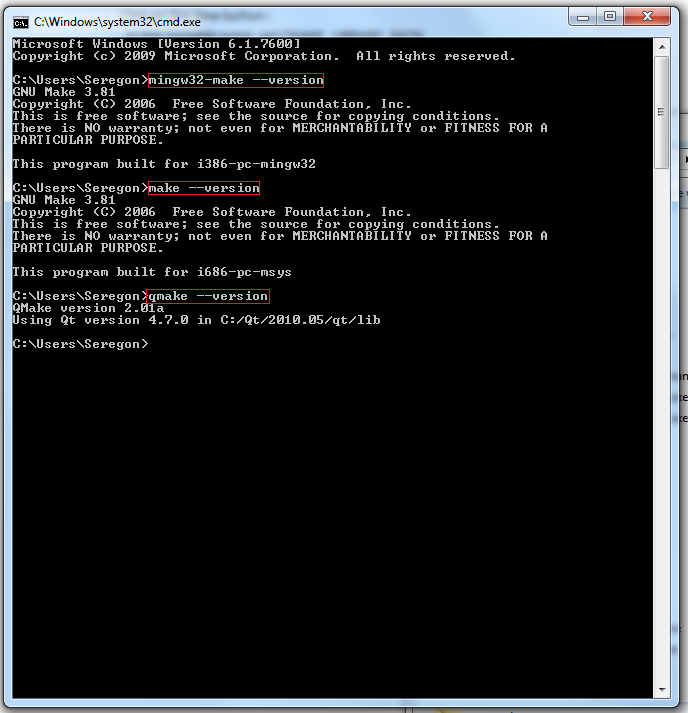 C:\Windows\system32\cmd.exe
Microsoft Windows [Version 6.1.7600]
Copyright (c) 2009 Microsoft Corporation.  All rights reserved.
C:\Users\Seregon>mingw32-make --version
GNU Make 3.81
Copyright (C) 2006  Free Software Foundation, Inc.
This is free software; see the source for copying conditions.
There is NO warranty; not even for MERCHANTABILITY or FITNESS FOR A
PARTICULAR PURPOSE.
This program built for i386-pc-mingw32
C:\Users\Seregon>make --version
GNU Make 3.81
Copyright (C) 2006  Free Software Foundation, Inc.
This is free software; see the source for copying conditions.
There is NO warranty; not even for MERCHANTABILITY or FITNESS FOR A
PARTICULAR PURPOSE.
This program built for i686-pc-msys
C:\Users\Seregon>qmake --version
QMake version 2.01a
Using Qt version 4.7.0 in C:/Qt/2010.05/qt/lib
C:\Users\Seregon>